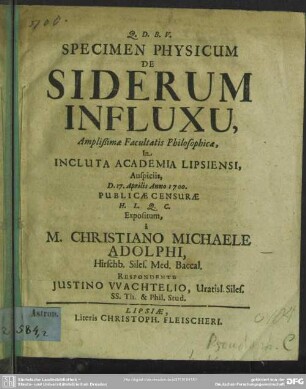 1700.
Q. D. B. V.
SPECIMEN PHYSICUM
DE
SIDERUM
INFLUXU,
Amplissimæ Facultatis Philosophicæ,
In
INCLUTA ACADEMIA LIPSIENSI,
Auspiciis,
D. 17. Aprilis Anno 1700.
PUBLICÆ CENSURÆ
H. L. Q. C.
Expositum,
à
M. CHRISTIANO MICHAELE
ADOLPHI,
Hirschb. Siles. Med. Baccal.
RESPONDENTE
JUSTINO WACHTELIO, Uratisl. Siles.
SS. Th. & Phil. Stud.
LIPSIÆ,
Literis CHRISTOPH. FLEISCHERI.
Astron.